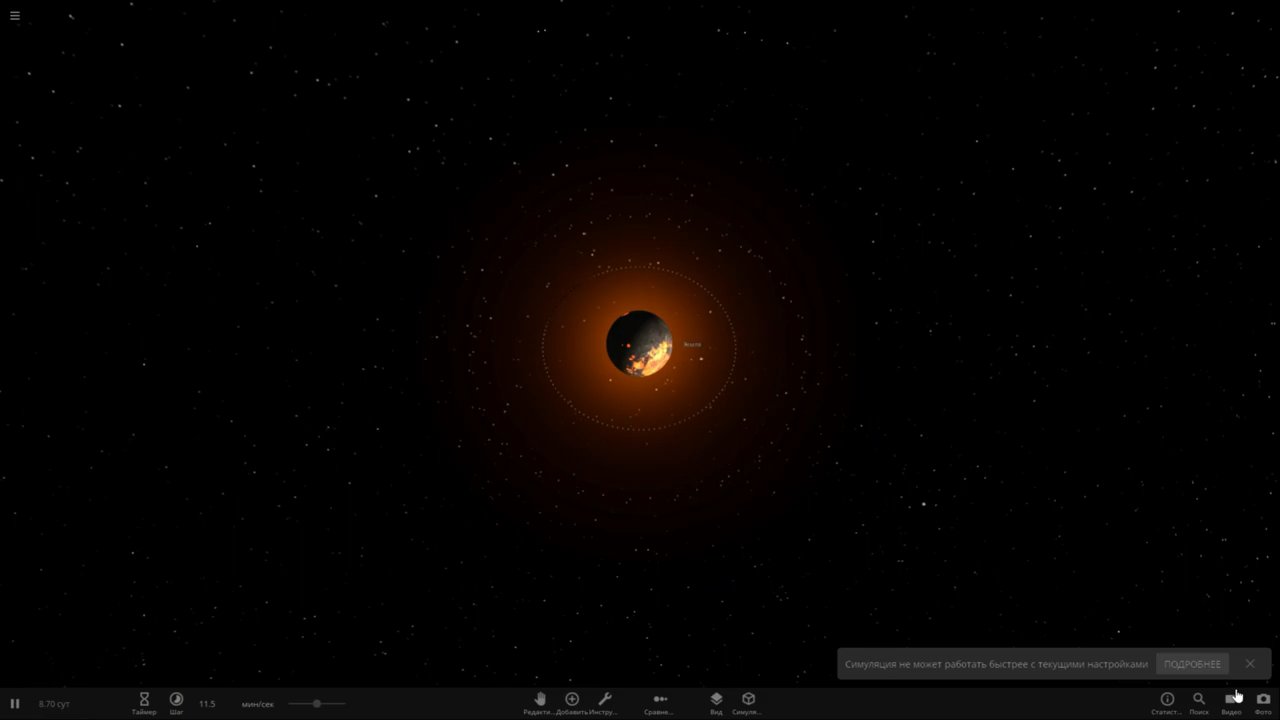 Симуляция не может работать быстрее с текущими настройками ПОДРОБНЕЕ
8.70 сут
Таймер
Шаг
11.5 мин/сек
Редакти...
Добавить
Инстру...
Сравне...
Вид
Симуля...
Статист...
Поиск
Видео
Фото